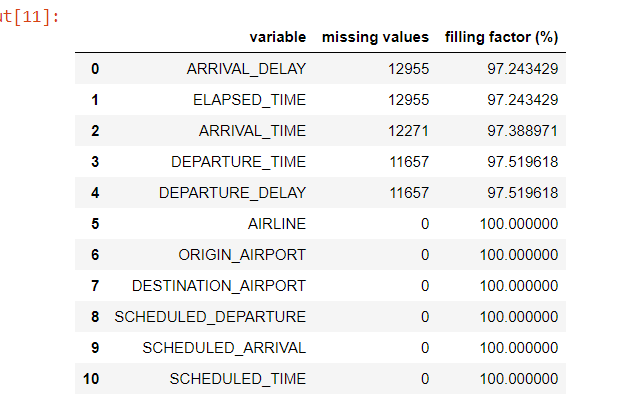 ut[11]:
variable missing values filling factor (%)
0 ARRIVAL_DELAY 12955 97.243429
1 ELAPSED_TIME 12955 97.243429
2 ARRIVAL_TIME 12271 97.388971
3 DEPARTURE_TIME 11657 97.519618
4 DEPARTURE_DELAY 11657 97.519618
5 AIRLINE 0 100.000000
6 ORIGIN_AIRPORT 0 100.000000
7 DESTINATION_AIRPORT 0 100.000000
8 SCHEDULED_DEPARTURE 0 100.000000
9 SCHEDULED_ARRIVAL 0 100.000000
10 SCHEDULED_TIME 0 100.000000